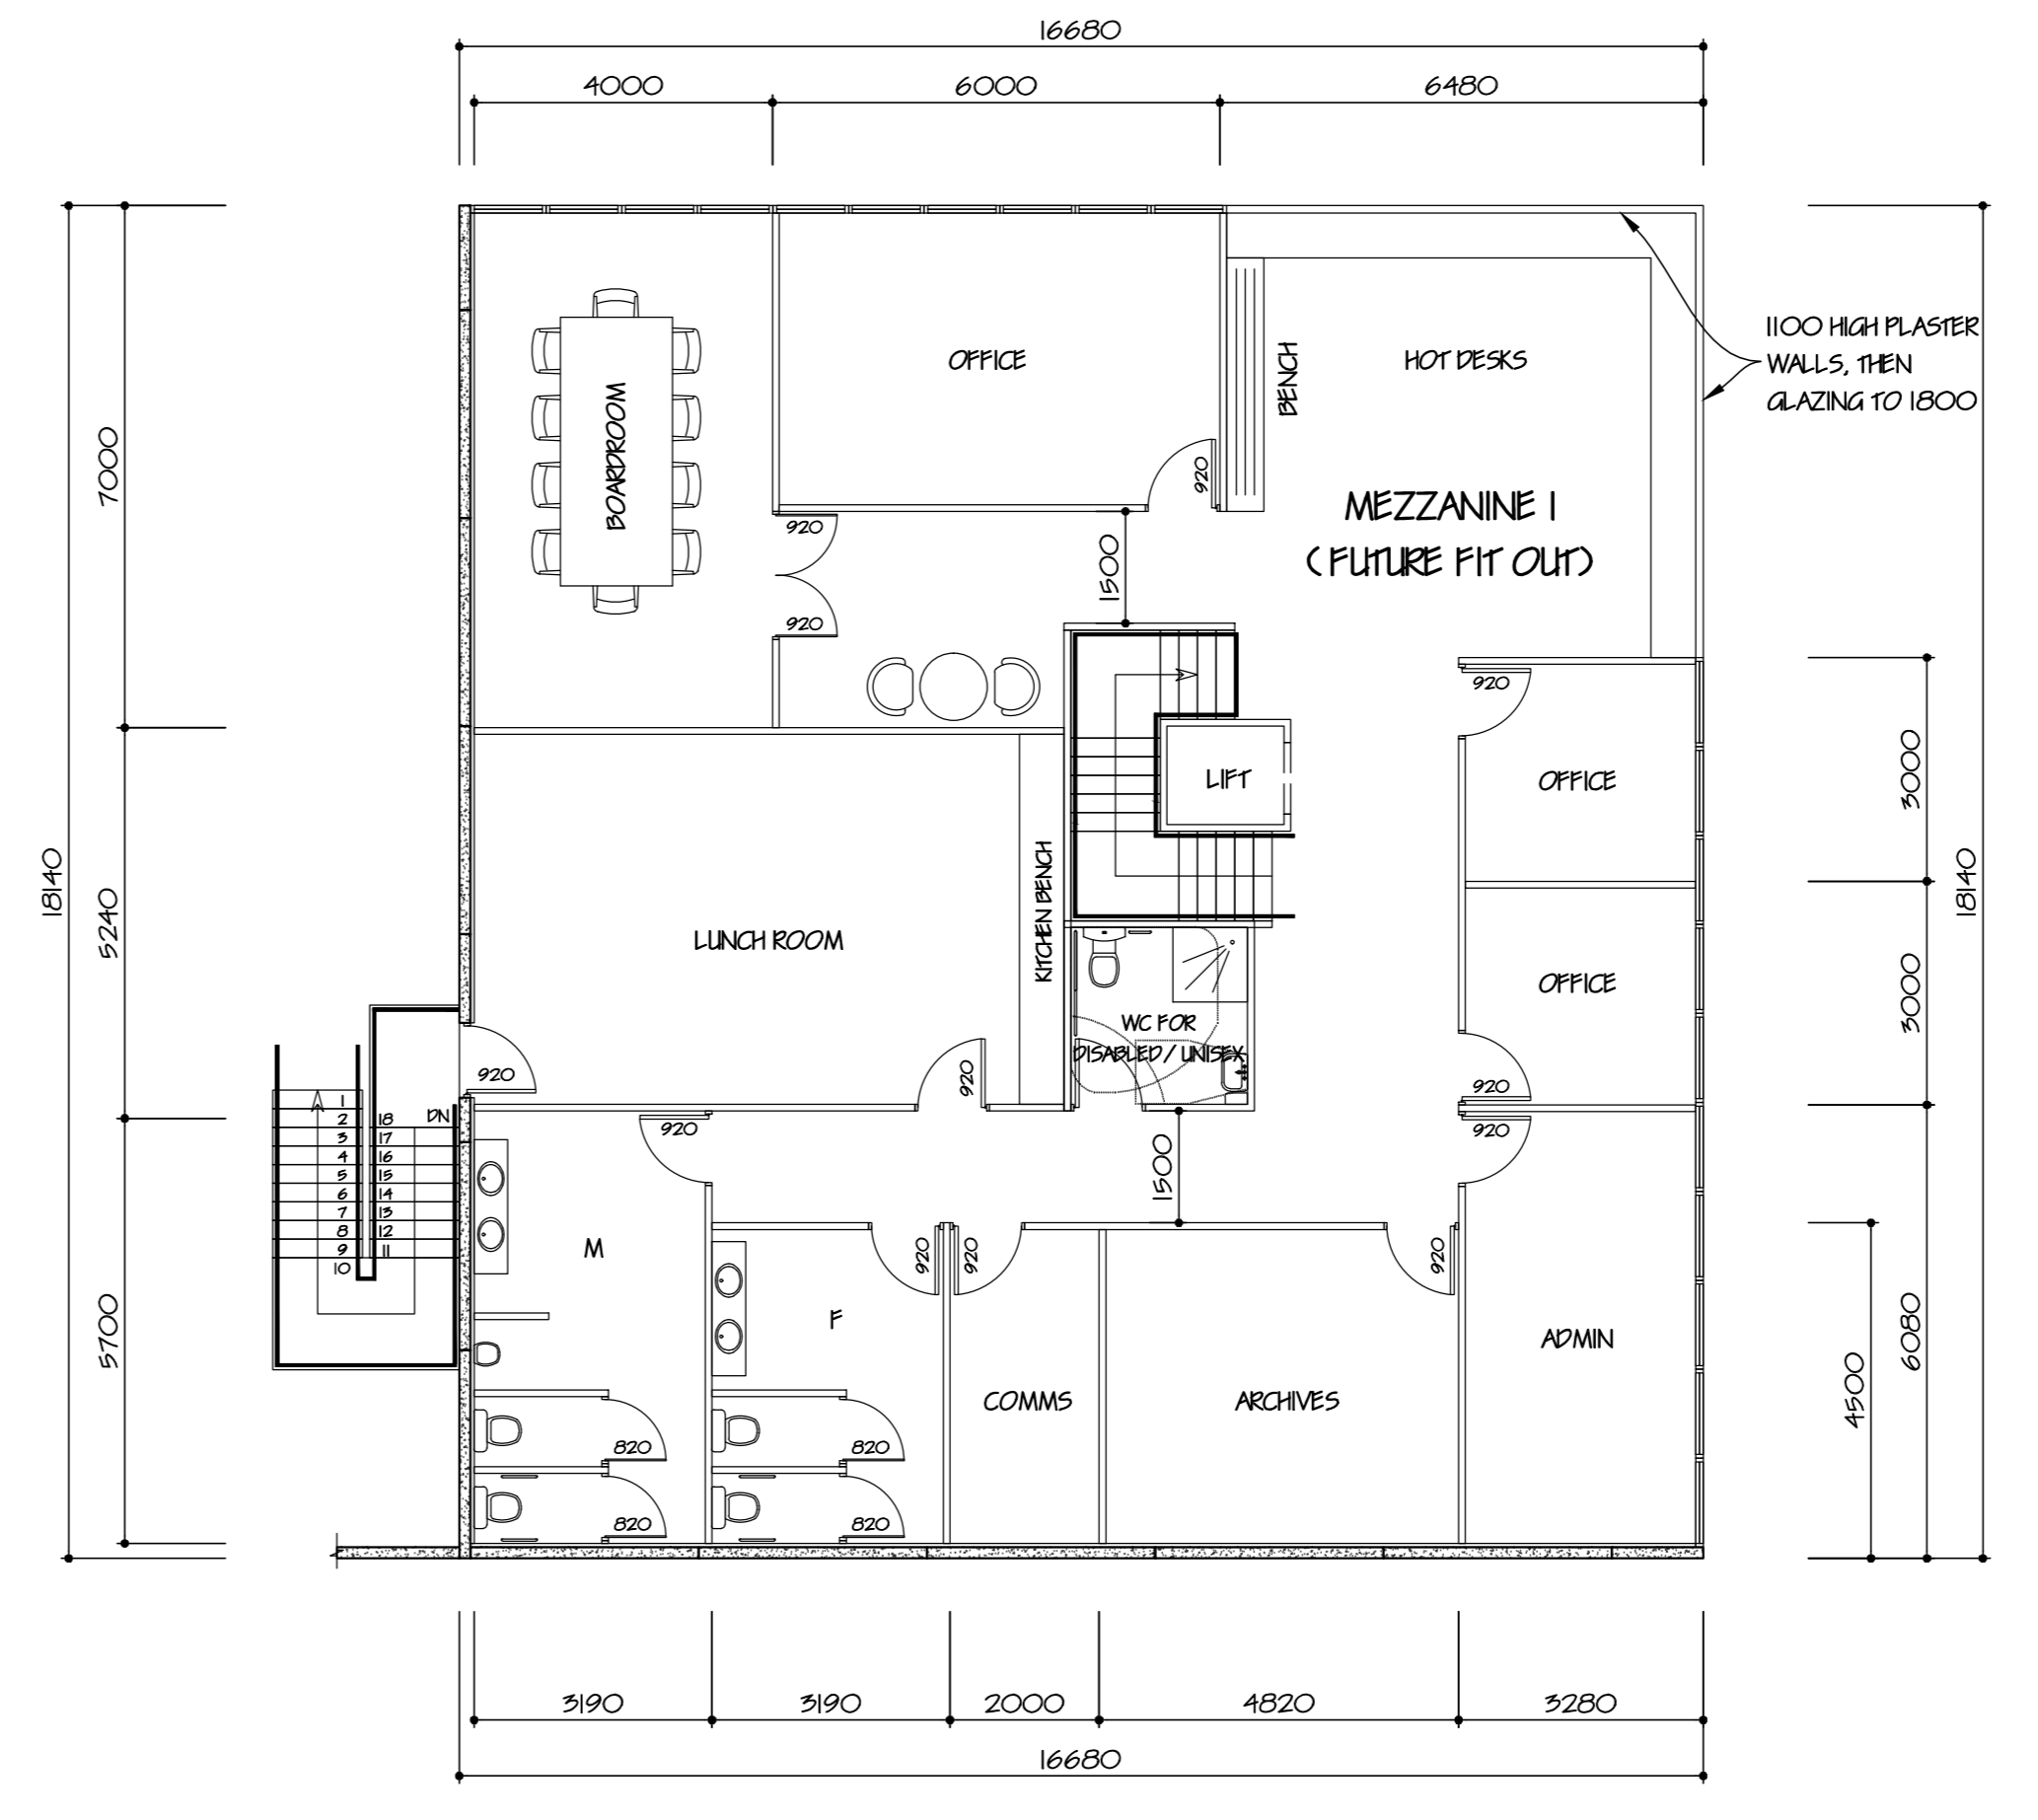 16680
4000
6000
6480
1100 HIGH PLASTER
WALLS, THEN
GLAZING TO 1800
OFFICE
BENCH
HOT DESKS
BOARDROOM
7000
920
MEZZANINE 1
( FUTURE FIT OUT)
920
1500
920
920
OFFICE
3000
LIFT
18140
5240
18140
LUNCH ROOM
KITCHEN BENCH
OFFICE
3000
WC FOR
DISABLED / UNISEX
920
920
920
1
2
3
4
5
6
7
8
9
10
18
17
16
15
14
13
12
11
DN
920
920
1500
M
920
920
920
F
ADMIN
6080
5700
COMMS
ARCHIVES
4500
820
820
820
820
3190
3190
2000
4820
3280
16680